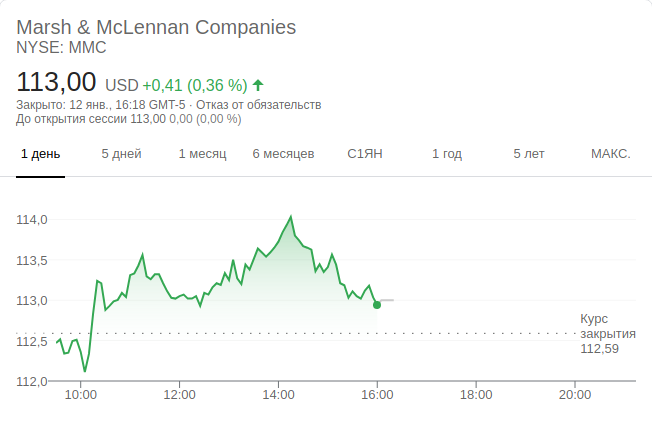 Marsh & McLennan Companies
NYSE: MMC
113,00 USD +0,41 (0,36 %)
Закрыто: 12 янв., 16:18 GMT-5 · Отказ от обязательств
До открытия сессии 113,00 0,00 (0,00 %)
1 день 5 дней 1 месяц 6 месяцев С1ЯН 1 год 5 лет МАКС.
114,0
113,5
113,0
112,5
112,0
Курс
закрытия
112,59
10:00 12:00 14:00 16:00 18:00 20:00